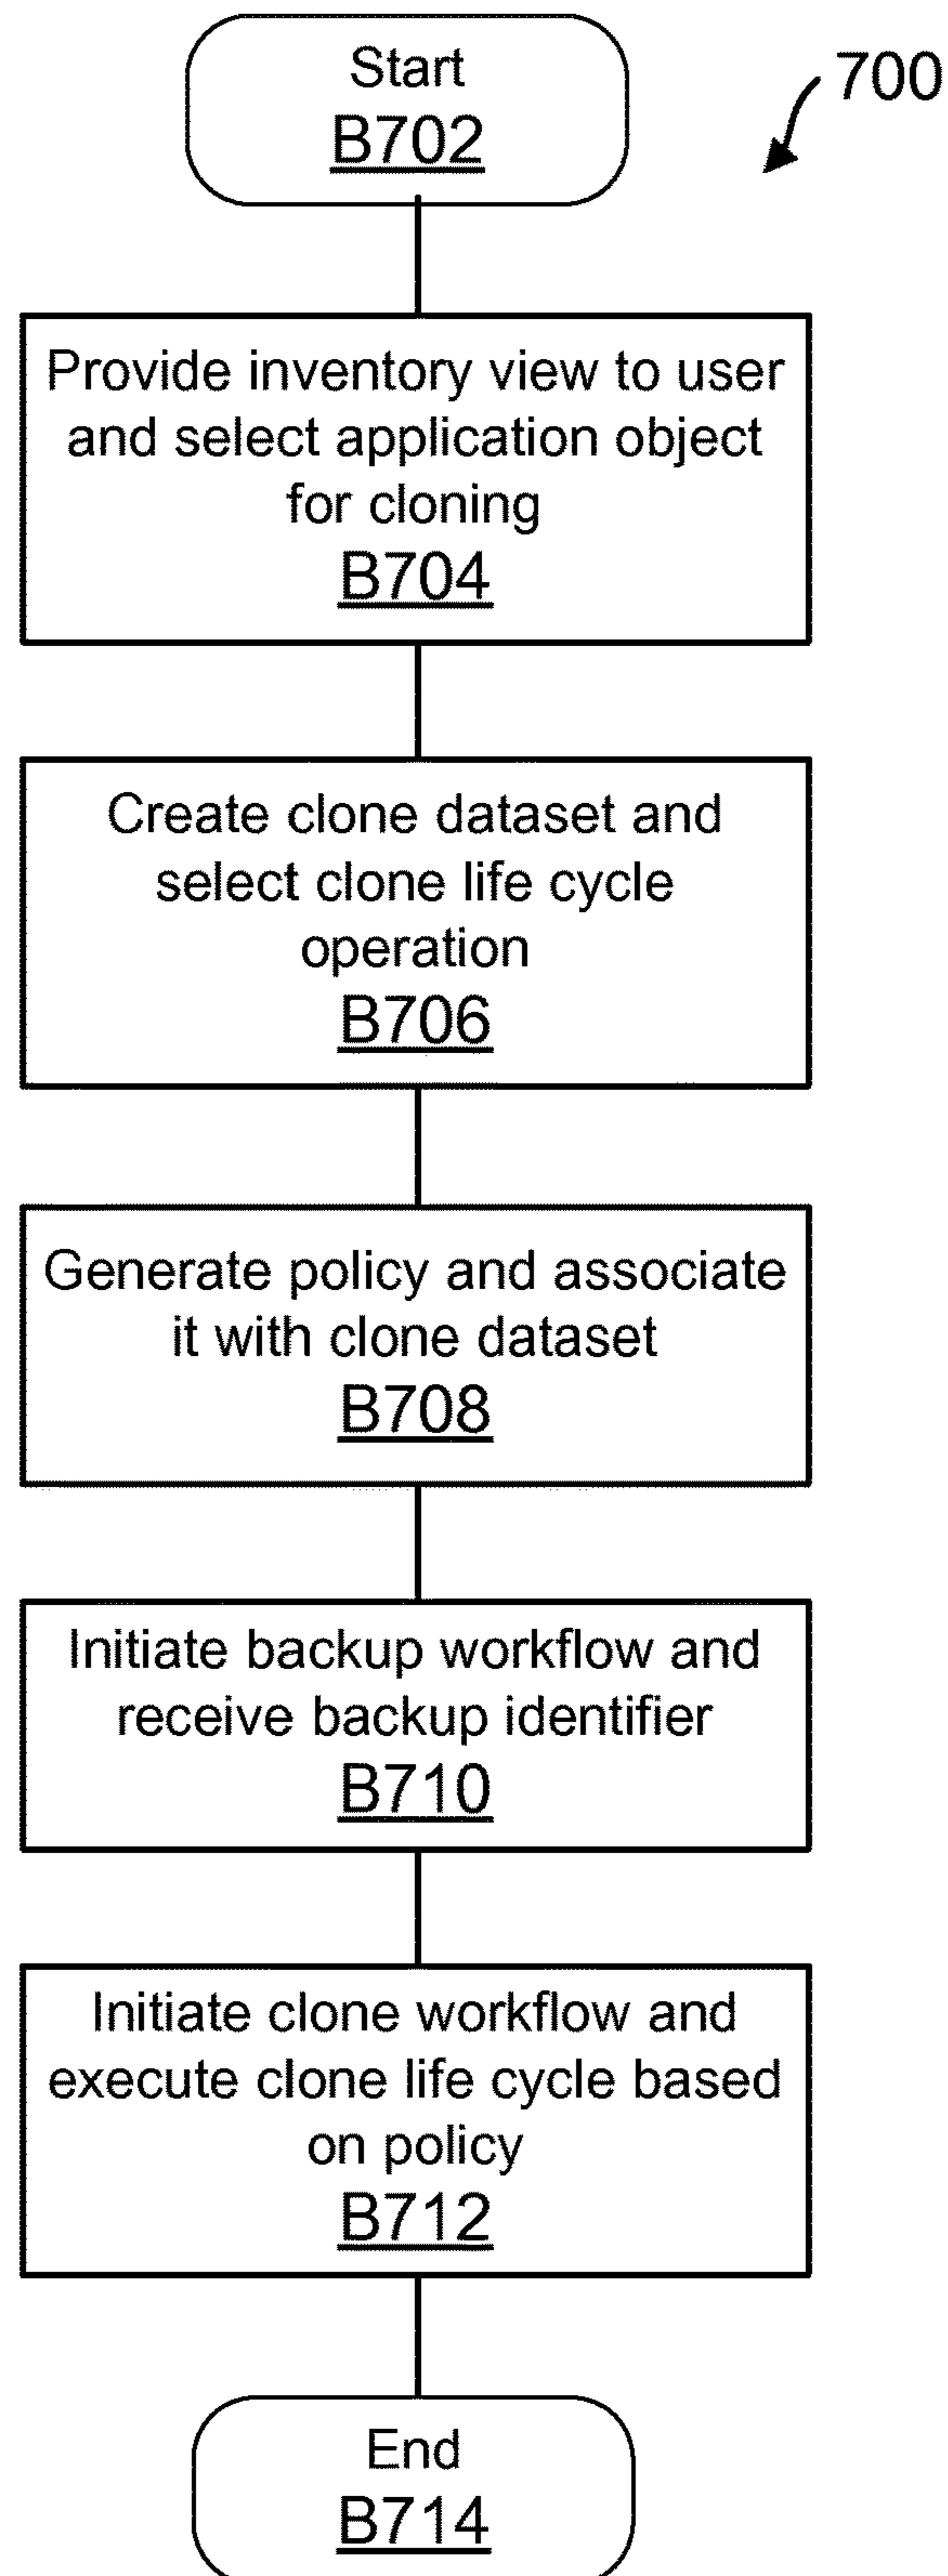 Start
B702
700
Provide inventory view to user
and select application object
for cloning
B704
Create clone dataset and
select clone life cycle
operation
B706
Generate policy and associate
it with clone dataset
B708
Initiate backup workflow and
receive backup identifier
B710
Initiate clone workflow and
execute clone life cycle based
on policy
B712
End
B714